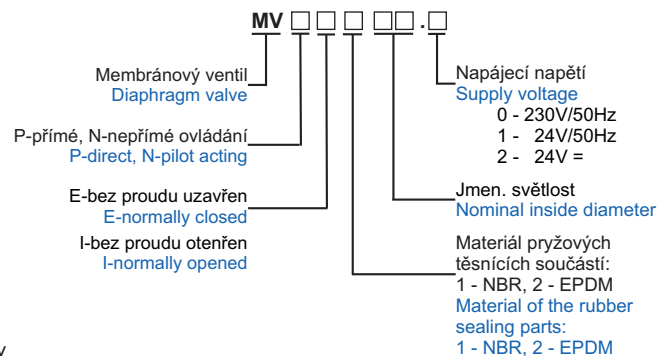 MV □ □ □ □□ . □
Membránový ventil
Diaphragm valve
P-přímé, N-nepřímé ovládání
P-direct, N-pilot acting
E-bez proudu uzavřen
E-normally closed
I-bez proudu otenřen
I-normally opened
Napájecí napětí
Supply voltage
0 - 230V/50Hz
1 - 24V/50Hz
2 - 24V =
Jmen. světlost
Nominal inside diameter
Materiál pryžových
těsnících součástí:
1 - NBR, 2 - EPDM
Material of the rubber
sealing parts:
1 - NBR, 2 - EPDM